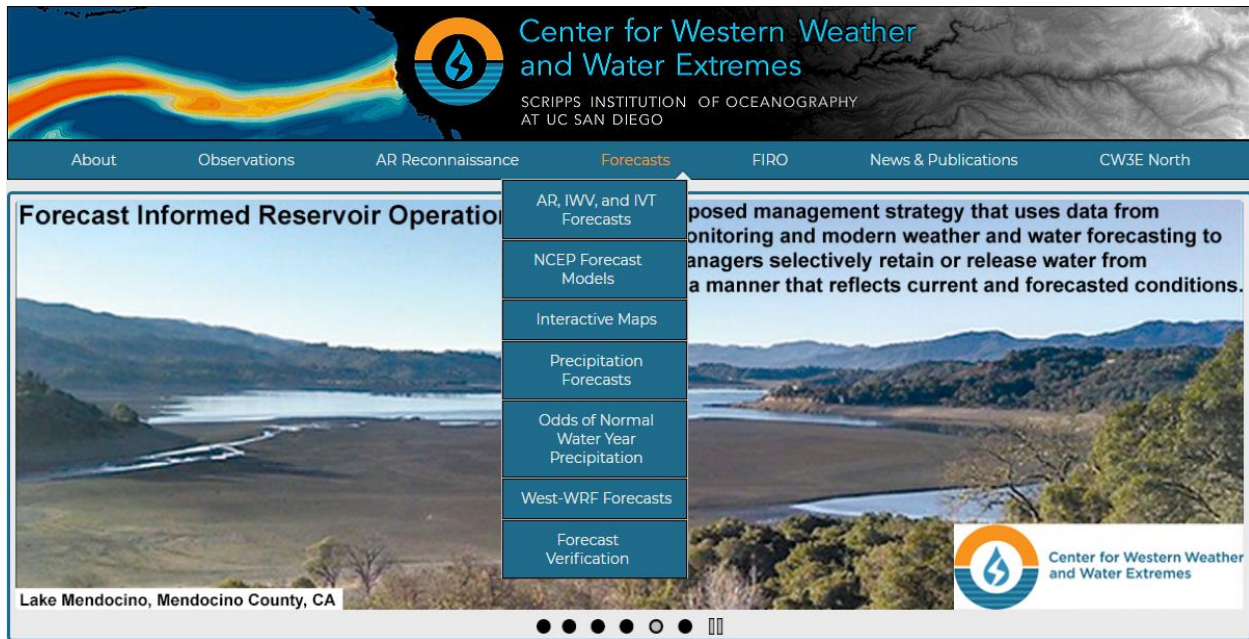 Center for Western Weather
and Water Extremes
SCRIPPS INSTITUTION OF OCEANOGRAPHY
AT UC SAN DIEGO
About Observations AR Reconnaissance Forecasts FIRO News & Publications CW3E North
AR, IWV, and IVT
Forecasts
NCEP Forecast
Models
Interactive Maps
Precipitation
Forecasts
Odds of Normal
Water Year
Precipitation
West-WRF Forecasts
Forecast
Verification
Forecast Informed Reservoir
management strategy that uses data from
and modern weather and water forecasting to
selectively retain or release water from
a manner that reflects current and forecasted conditions.
Center for Western Weather
and Water Extremes
Lake Mendocino, Mendocino County, CA